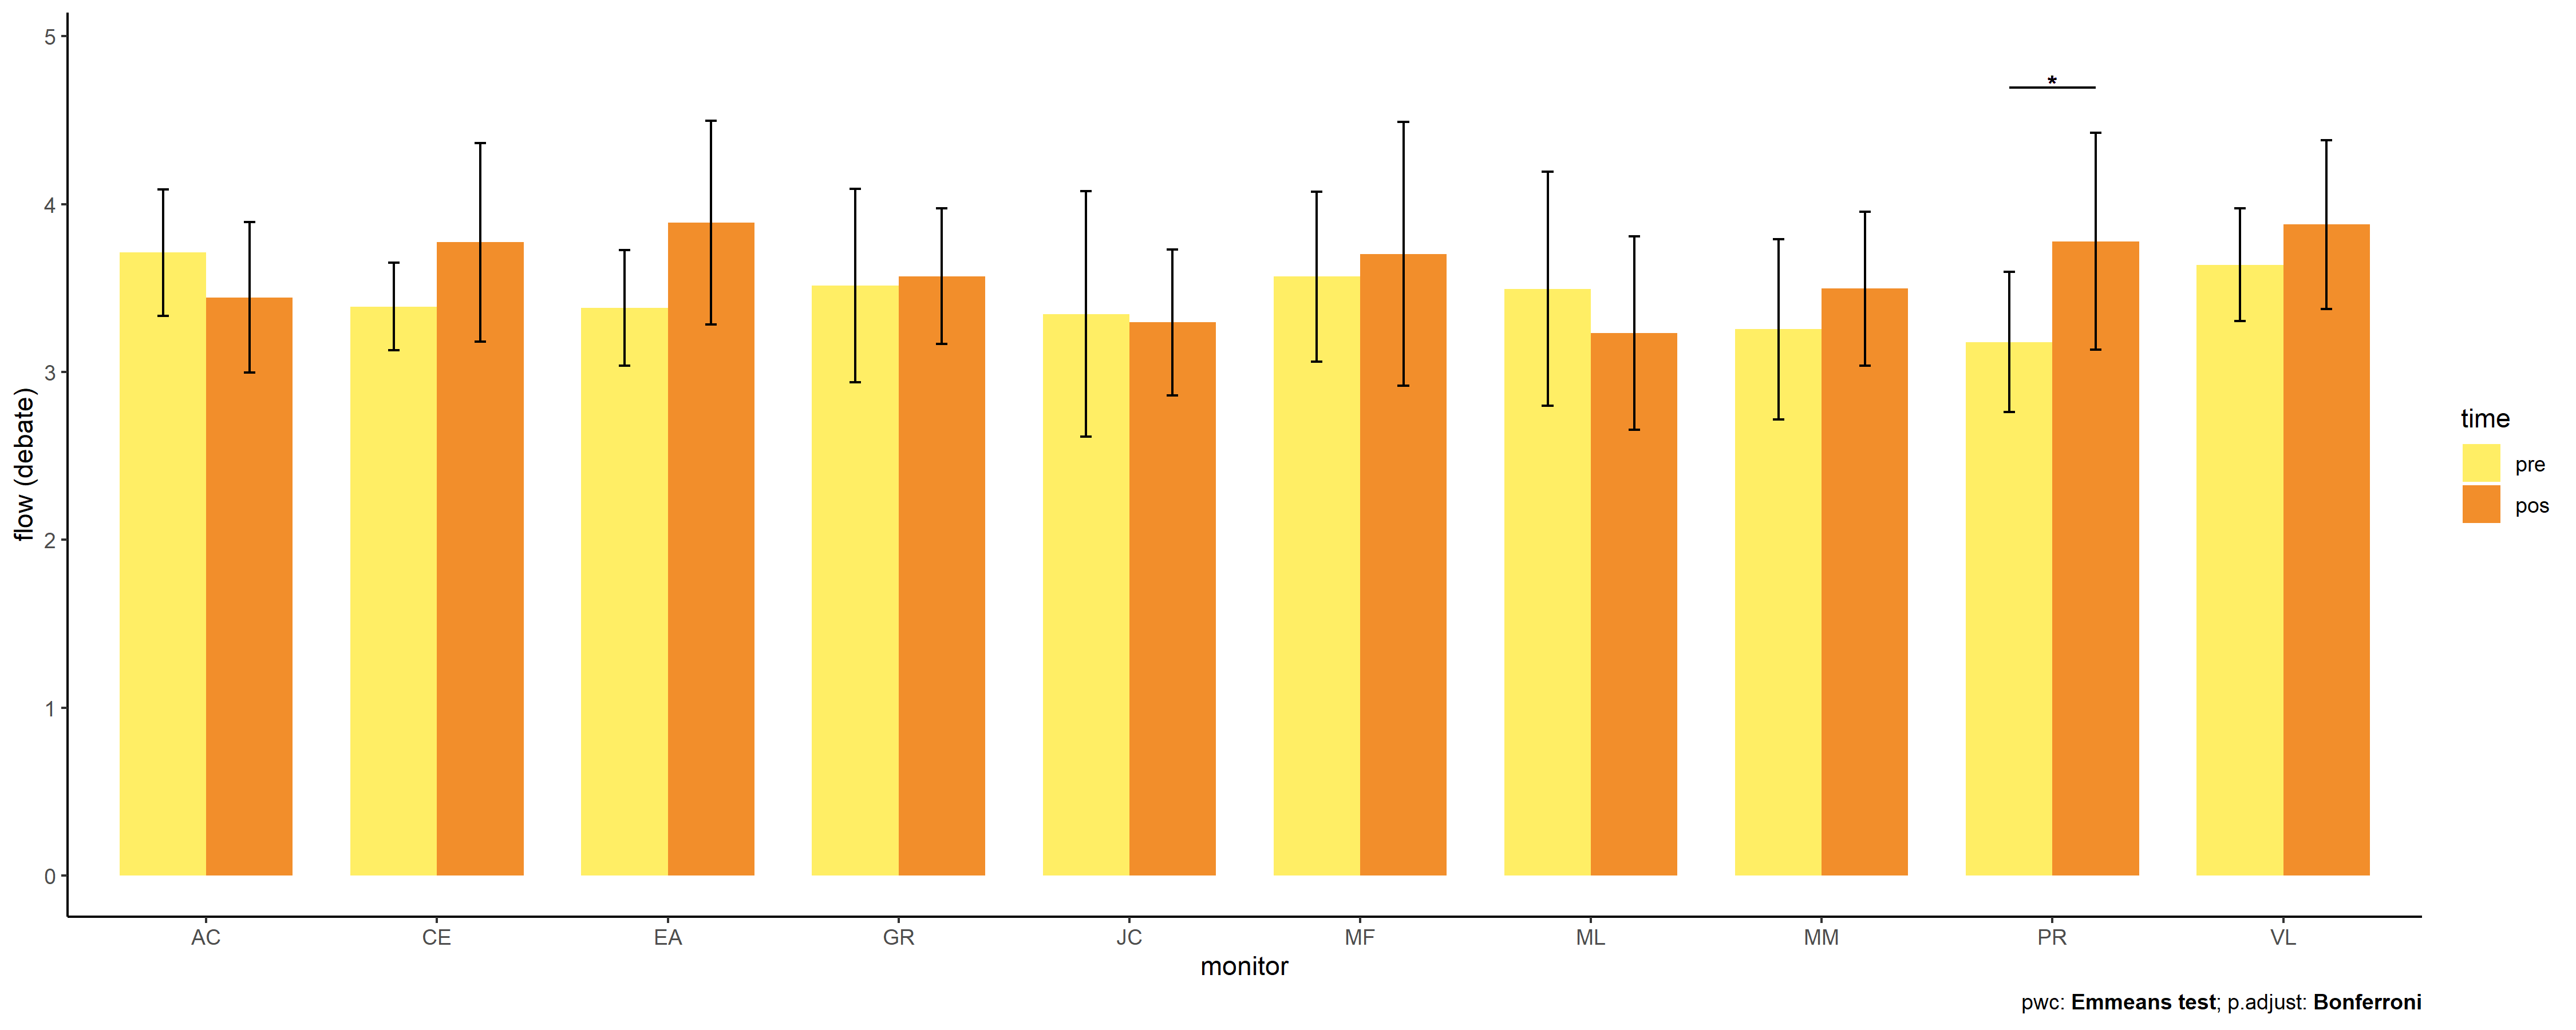 5
4
3
2
1
0
flow (debate)
*
AC CE EA GR JC MF ML MM PR VL
monitor
time
pre
pos
pwc: Emmeans test; p.adjust: Bonferroni